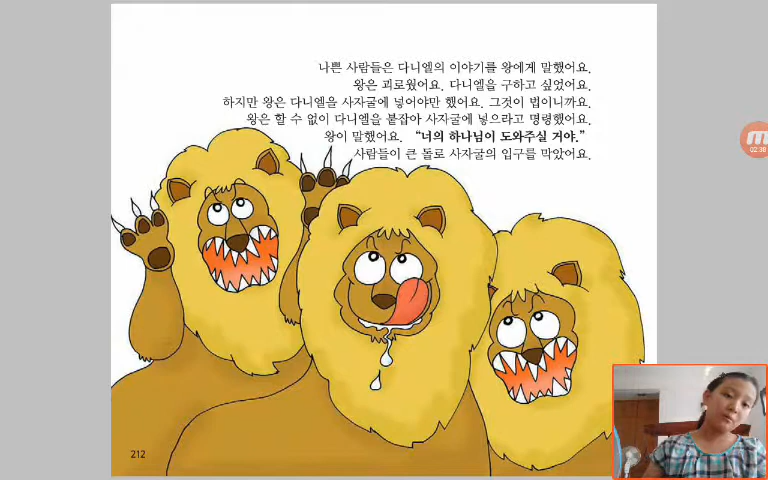 나쁜 사람들은 다니엘의 이야기를 왕에게 말했어요.
왕은 괴로웠어요. 다니엘을 구하고 싶었어요.
하지만 왕은 다니엘을 사자굴에 넣어야만 했어요. 그것이 법이니까요.
왕은 할 수 없이 다니엘을 붙잡아 사자굴에 넣으라고 명령했어요.
왕이 말했어요. “너의 하나님이 도와주실 거야.”
사람들이 큰 돌로 사자굴의 입구를 막았어요.
02:38
212